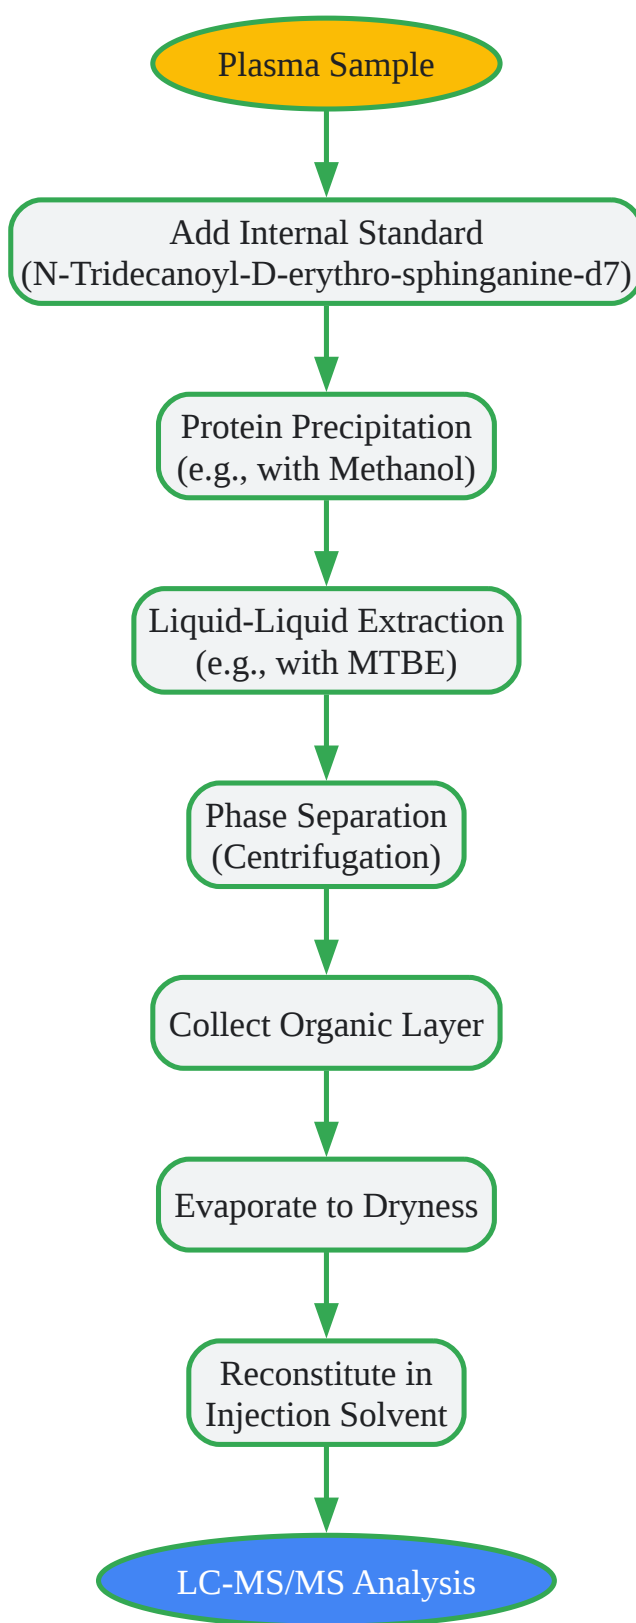 Plasma Sample
Add Internal Standard
(N-Tridecanoyl-D-erythro-sphinganine-d7)
Protein Precipitation
(e.g., with Methanol)
Liquid-Liquid Extraction
(e.g., with MTBE)
Phase Separation
(Centrifugation)
Collect Organic Layer
Evaporate to Dryness
Reconstitute in
Injection Solvent
LC-MS/MS Analysis